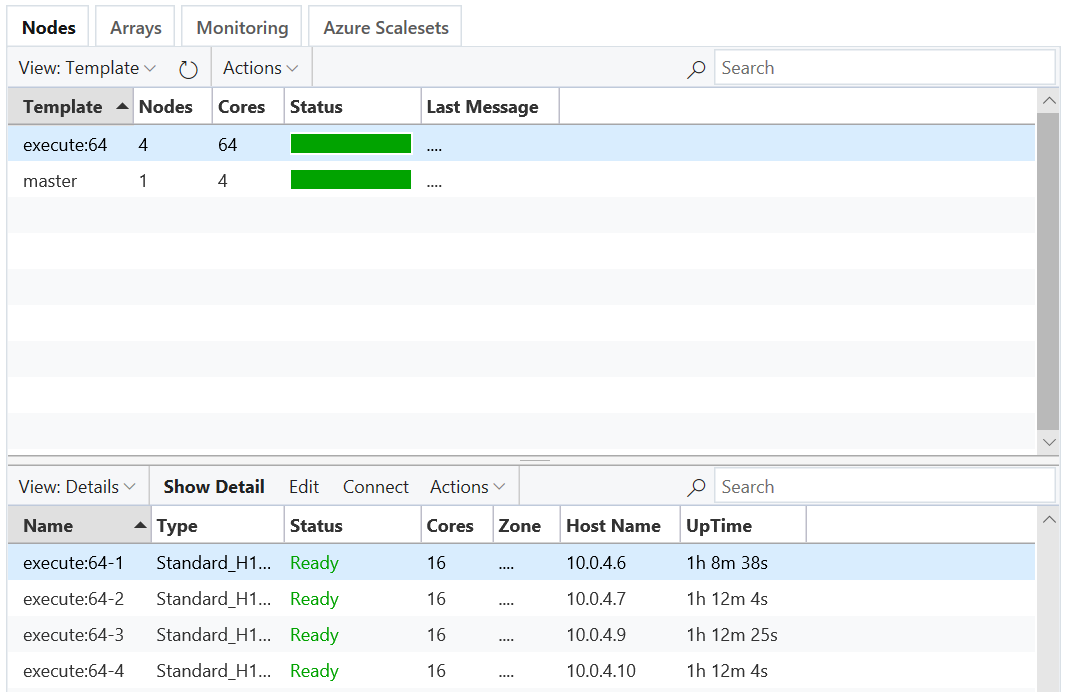 Nodes Arrays Monitoring Azure Scalesets
View: Template Actions Search
Template Nodes Cores Status Last Message
execute:64 4 64 ....
master 1 4 ....
View: Details Show Detail Edit Connect Actions Search
Name Type Status Cores Zone Host Name UpTime
execute:64-1 Standard_H1... Ready 16 .... 10.0.4.6 1h 8m 38s
execute:64-2 Standard_H1... Ready 16 .... 10.0.4.7 1h 12m 4s
execute:64-3 Standard_H1... Ready 16 .... 10.0.4.9 1h 12m 25s
execute:64-4 Standard_H1... Ready 16 .... 10.0.4.10 1h 12m 4s